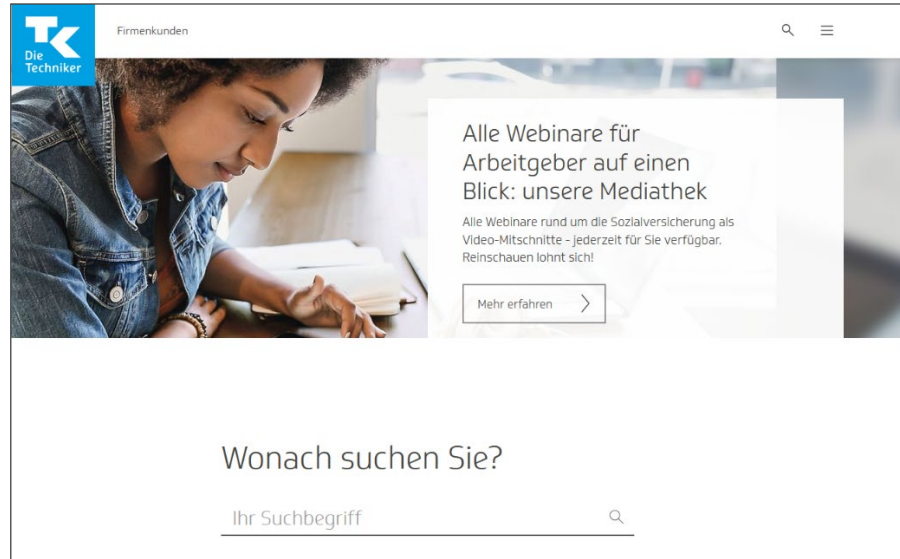 TK
Die
Techniker
Firmenkunden
Alle Webinare für
Arbeitgeber auf einen
Blick: unsere Mediathek
Alle Webinare rund um die Sozialversicherung als
Video-Mitschnitte - jederzeit für Sie verfügbar.
Reinschauen lohnt sich!
Mehr erfahren
Wonach suchen Sie?
Ihr Suchbegriff